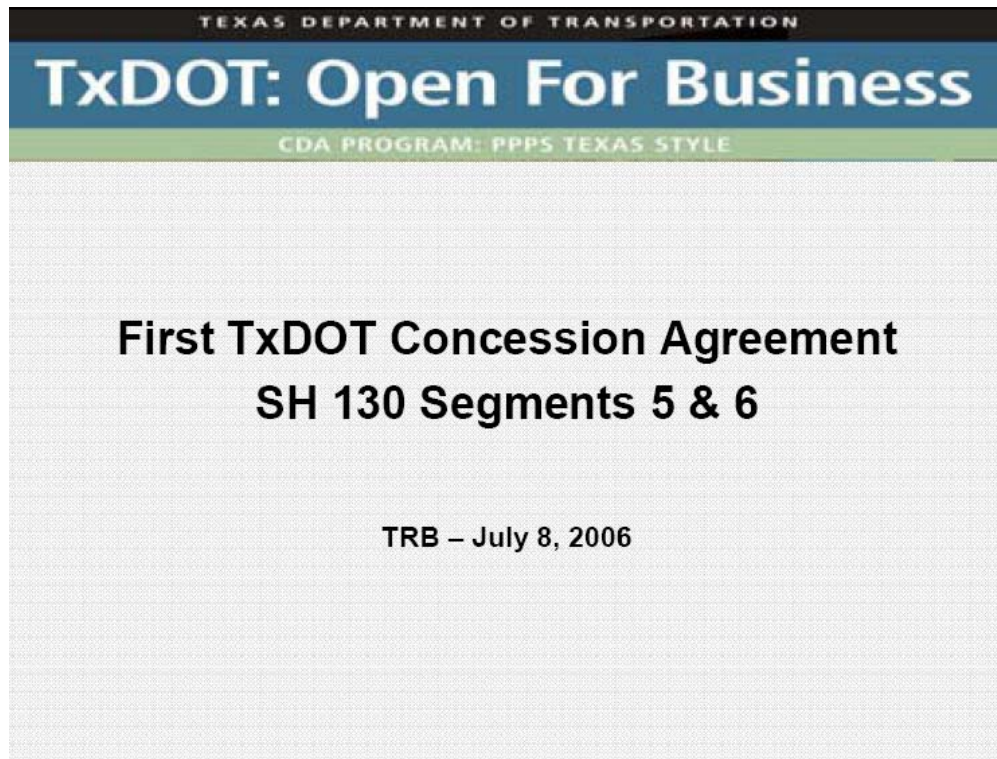 TEXAS DEPARTMENT OF TRANSPORTATION
TxDOT: Open For Business
CDA PROGRAM: PPPS TEXAS STYLE
First TxDOT Concession Agreement
SH 130 Segments 5 & 6
TRB – July 8, 2006